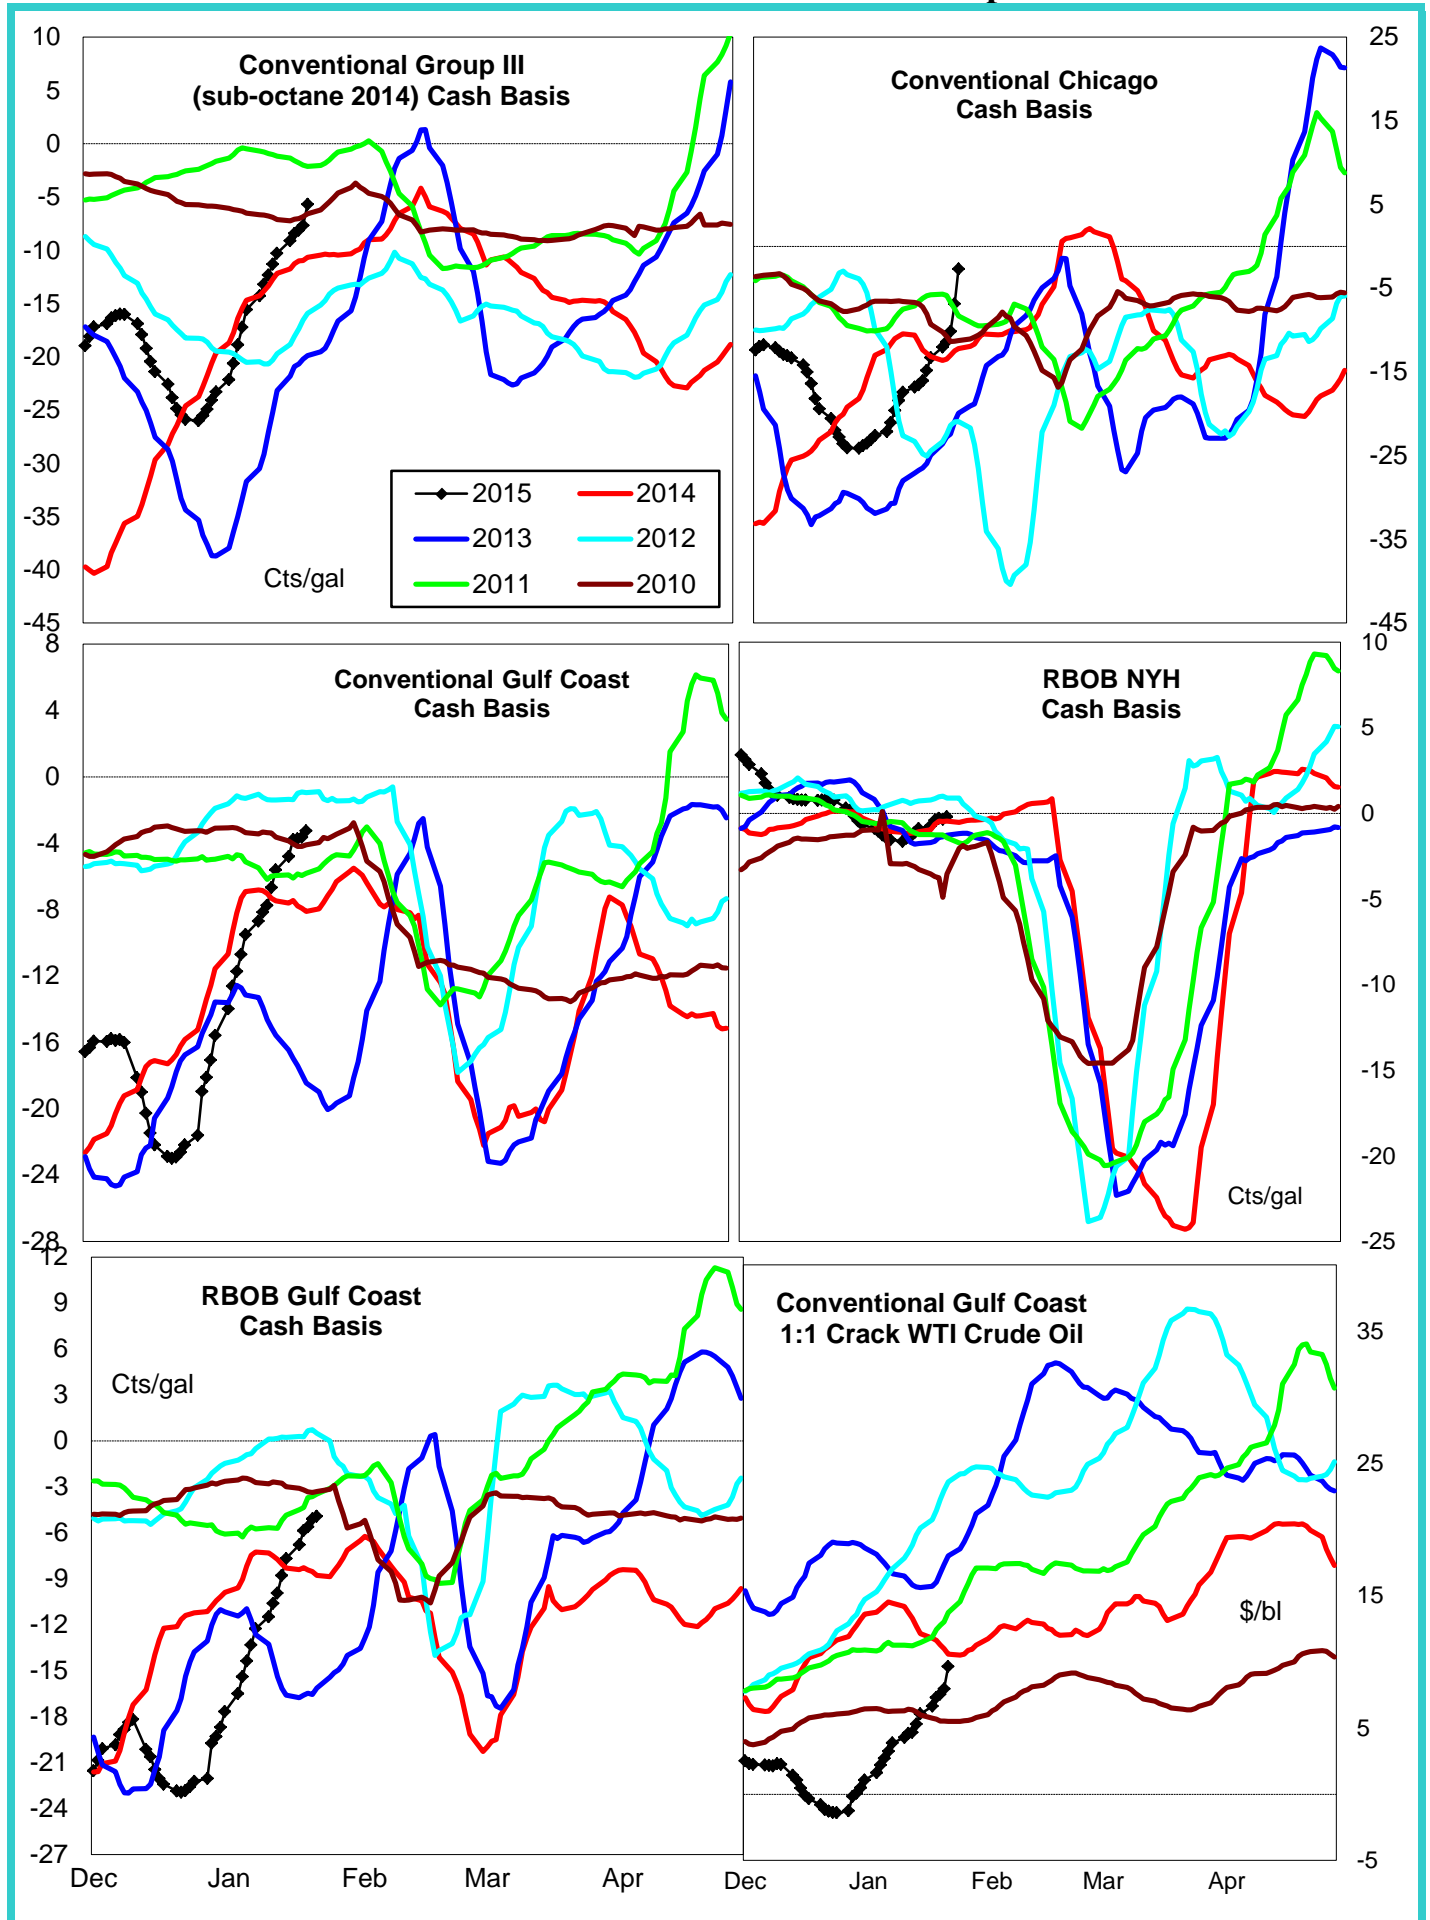 Conventional Group III
(sub-octane 2014) Cash Basis
10
5
0
-5
-10
-15
-20
-25
-30
-35
-40
-45
Cts/gal
2015
2014
2013
2012
2011
2010
Conventional Chicago
Cash Basis
25
15
5
-5
-15
-25
-35
-45
Conventional Gulf Coast
Cash Basis
8
4
0
-4
-8
-12
-16
-20
-24
-28
RBOB NYH
Cash Basis
10
5
0
-5
-10
-15
-20
-25
Cts/gal
RBOB Gulf Coast
Cash Basis
Cts/gal
12
9
6
3
0
-3
-6
-9
-12
-15
-18
-21
-24
-27
Dec
Jan
Feb
Mar
Apr
Conventional Gulf Coast
1:1 Crack WTI Crude Oil
35
25
15
5
-5
$/bl
Dec
Jan
Feb
Mar
Apr